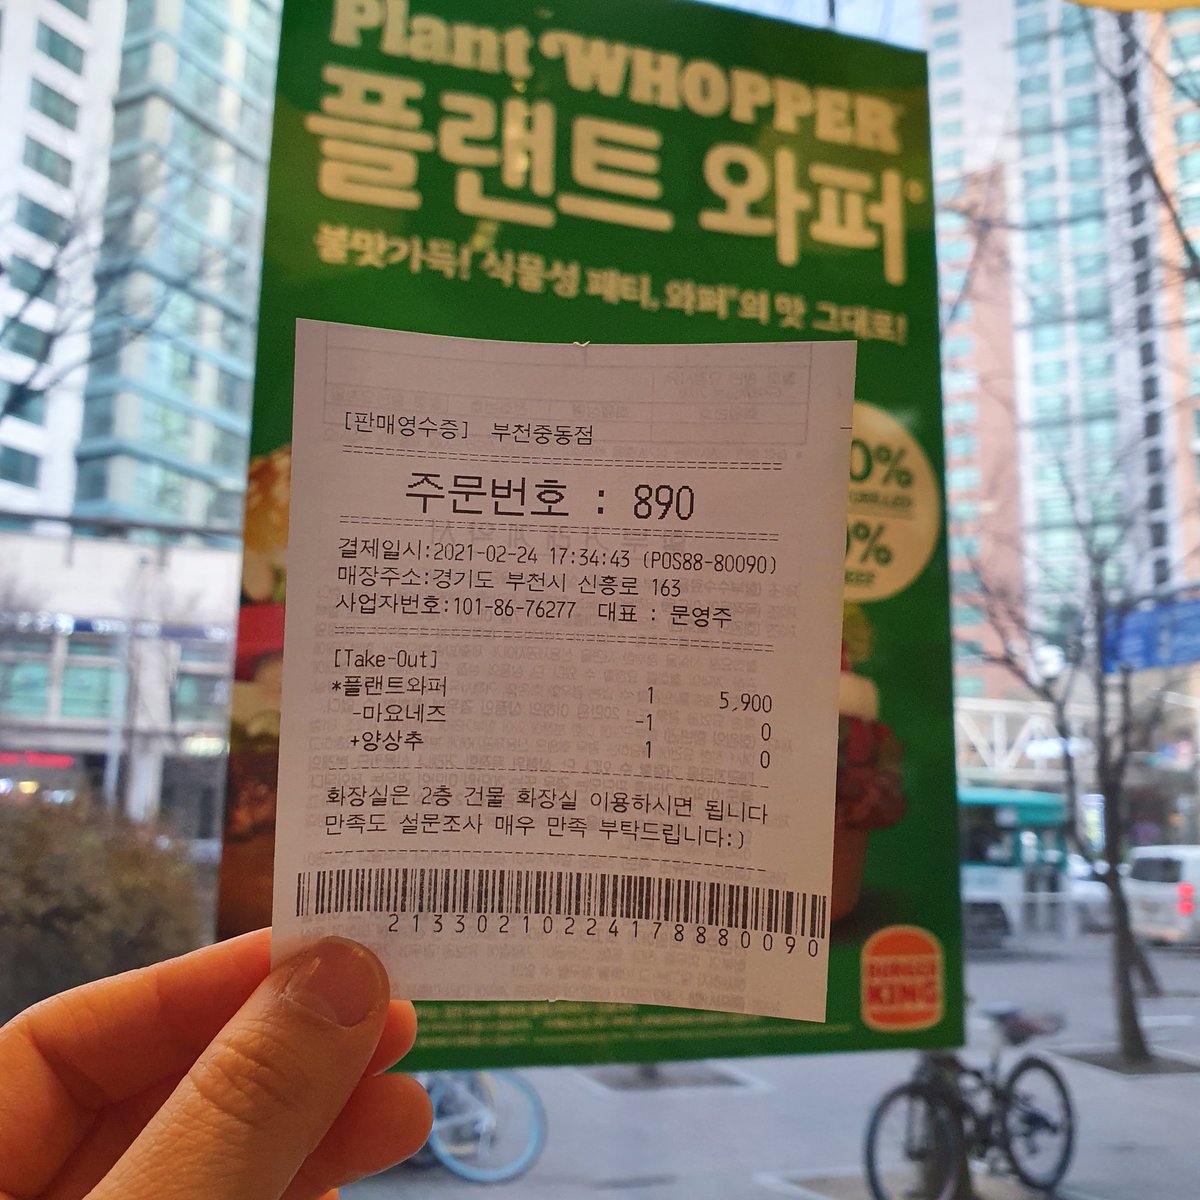 Plant WHOPPER
플랜트 와퍼
불맛가득! 식물성 패티, 와퍼®의 맛 그대로!
[판매영수증] 부천중동점
주문번호 : 890
결제일시:2021-02-24 17:34:43 (POS88-80090)
매장주소:경기도 부천시 신흥로 163
사업자번호:101-86-76277 대표 : 문영주
[Take-Out]
*플랜트와퍼 1 5,900
-마요네즈 -1 0
+양상추 1 0
화장실은 2층 건물 화장실 이용하시면 됩니다
만족도 설문조사 매우 만족 부탁드립니다:)
21330210224178880090
0%
%
BURGER
KING